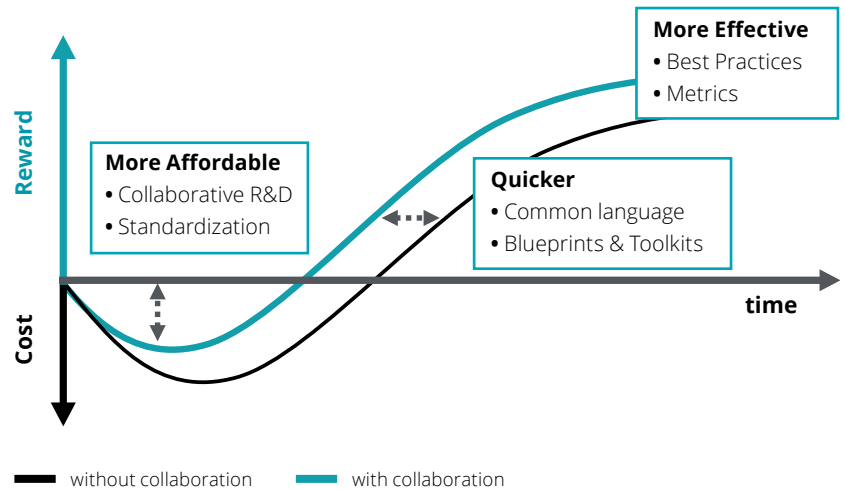 More Effective
• Best Practices
• Metrics
Reward
More Affordable
• Collaborative R&D
• Standardization
Quicker
• Common language
• Blueprints & Toolkits
time
Cost
without collaboration
with collaboration